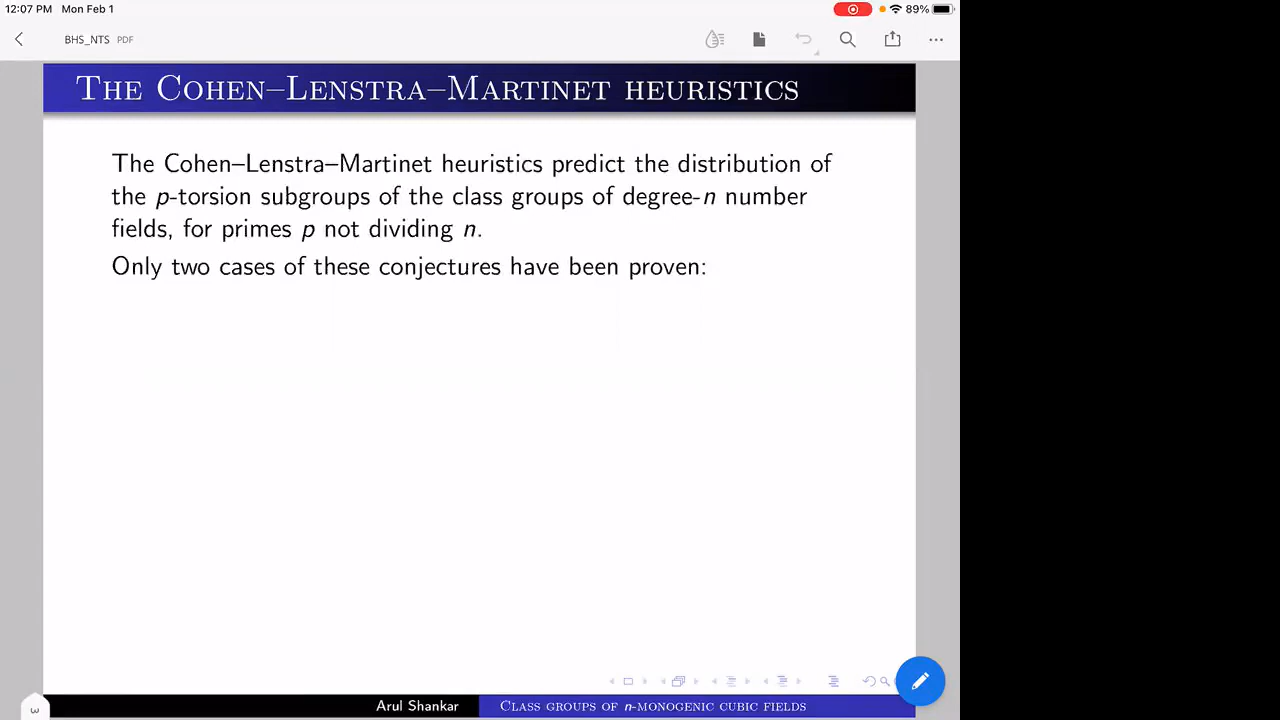 12:07 PM Mon Feb 1
89%
BHS_NTS PDF
The Cohen–Lenstra–Martinet heuristics
The Cohen–Lenstra–Martinet heuristics predict the distribution of
the p-torsion subgroups of the class groups of degree-n number
fields, for primes p not dividing n.
Only two cases of these conjectures have been proven:
3
Arul Shankar
Class groups of n-monogenic cubic fields